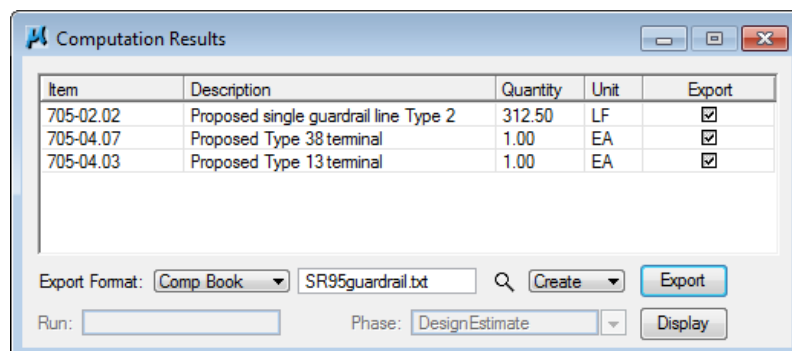 Computation Results
Item Description Quantity Unit Export
705-02.02 Proposed single guardrail line Type 2 312.50 LF
705-04.07 Proposed Type 38 terminal 1.00 EA
705-04.03 Proposed Type 13 terminal 1.00 EA
Export Format: Comp Book SR95guardrail.txt Create Export
Run: Phase: DesignEstimate Display